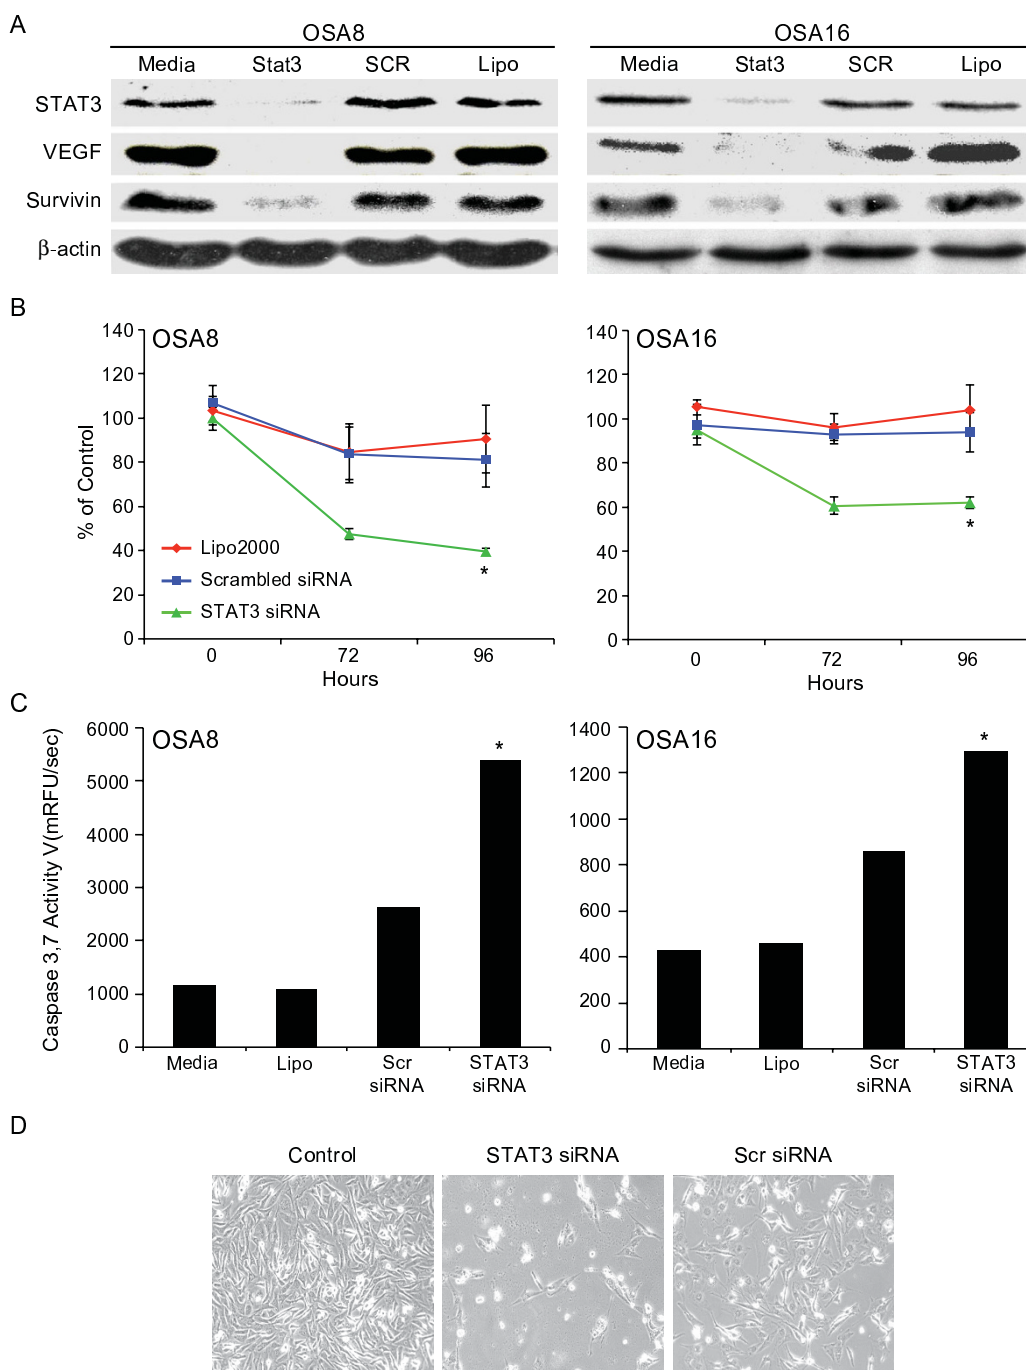 A
OSA8
OSA16
Media Stat3 SCR Lipo
Media Stat3 SCR Lipo
STAT3
VEGF
Survivin
β-actin
B
OSA8
% of Control
140
120
100
80
60
40
20
0
Lipo2000
Scrambled siRNA
STAT3 siRNA
*
0 72 96
Hours
OSA16
140
120
100
80
60
40
20
0
*
0 72 96
Hours
C
OSA8
Caspase 3,7 Activity V(mRFU/sec)
6000
5000
4000
3000
2000
1000
0
*
Media Lipo Scr siRNA STAT3 siRNA
OSA16
1400
1200
1000
800
600
400
200
0
*
Media Lipo Scr siRNA STAT3 siRNA
D
Control STAT3 siRNA Scr siRNA